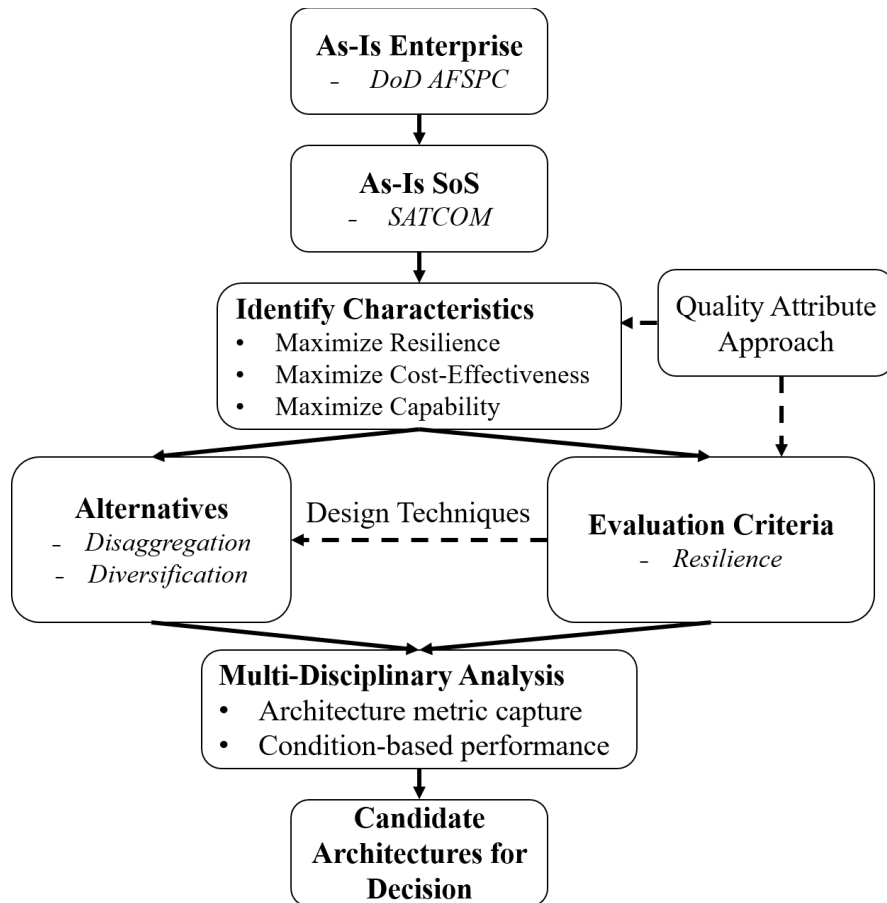 As-Is Enterprise
- DoD AFSPC
As-Is SoS
- SATCOM
Identify Characteristics
• Maximize Resilience
• Maximize Cost-Effectiveness
• Maximize Capability
Quality Attribute
Approach
Alternatives
- Disaggregation
- Diversification
Design Techniques
Evaluation Criteria
- Resilience
Multi-Disciplinary Analysis
• Architecture metric capture
• Condition-based performance
Candidate
Architectures for
Decision